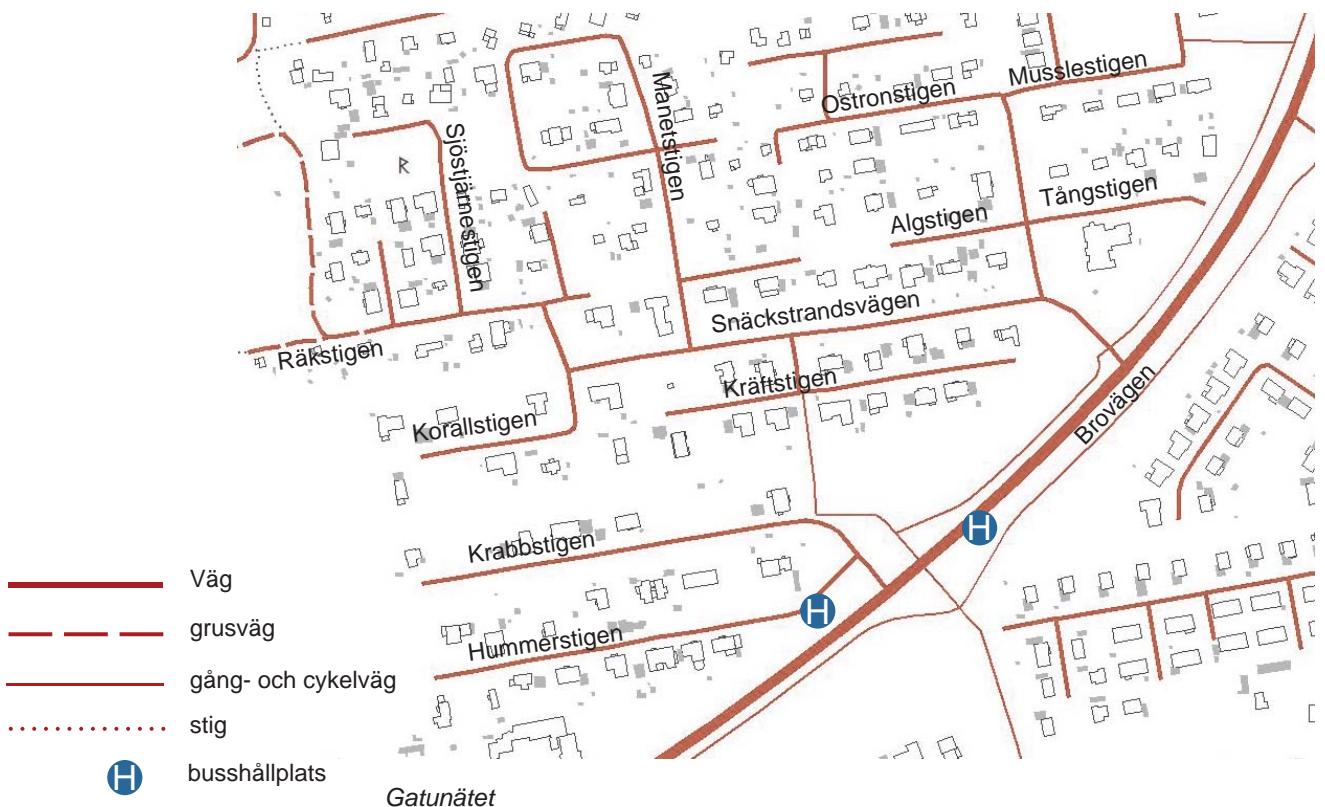 Musslestigen
Ostronstigen
Manetstigen
Sjöstjärnestigen
R
Tångstigen
Algstigen
Snäckstrandsvägen
Räkstigen
Kräftstigen
Brovägen
Korallstigen
H
Krabbstigen
Väg
H
grusväg
Hummerstigen
gång- och cykelväg
stig
H busshållplats
Gatunätet